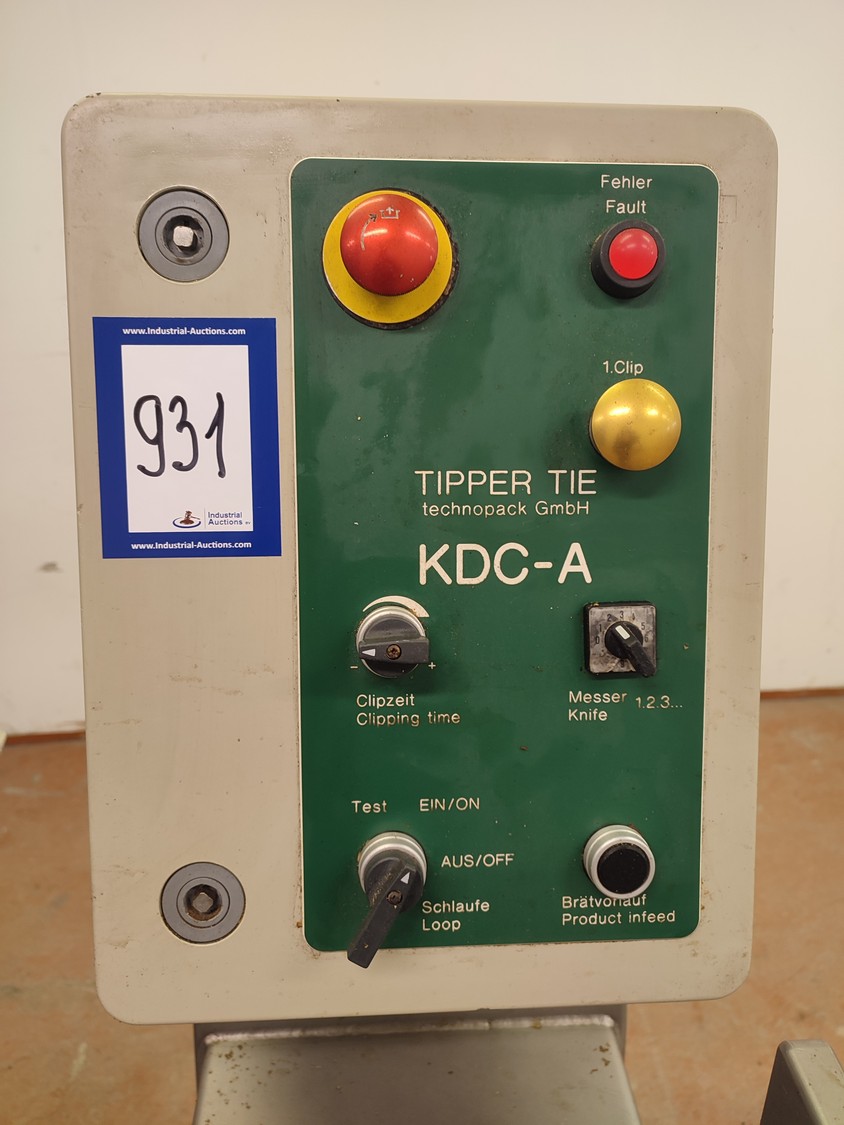 Fehler
Fault
www.Industrial-Auctions.com
931
Industrial
Auctions
www.Industrial-Auctions.com
1.Clip
TIPPER TIE
technopack GmbH
KDC-A
- +
Clipzeit
Clipping time
Messer 1.2.3...
Knife
Test EIN/ON
AUS/OFF
Schlaufe
Loop
Brätvorlauf
Product infeed